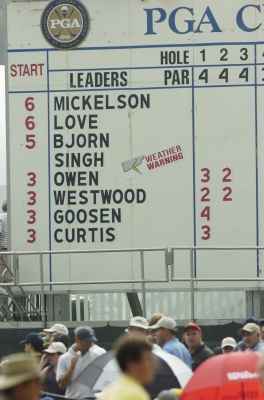 PGA
PGA C
HOLE 1 2 3
START LEADERS PAR 4 4 4
6 MICKELSON
6 LOVE
5 BJORN
SINGH
WEATHER WARNING
3 OWEN 3 2
3 WESTWOOD 2 2
3 GOOSEN 4
3 CURTIS 3